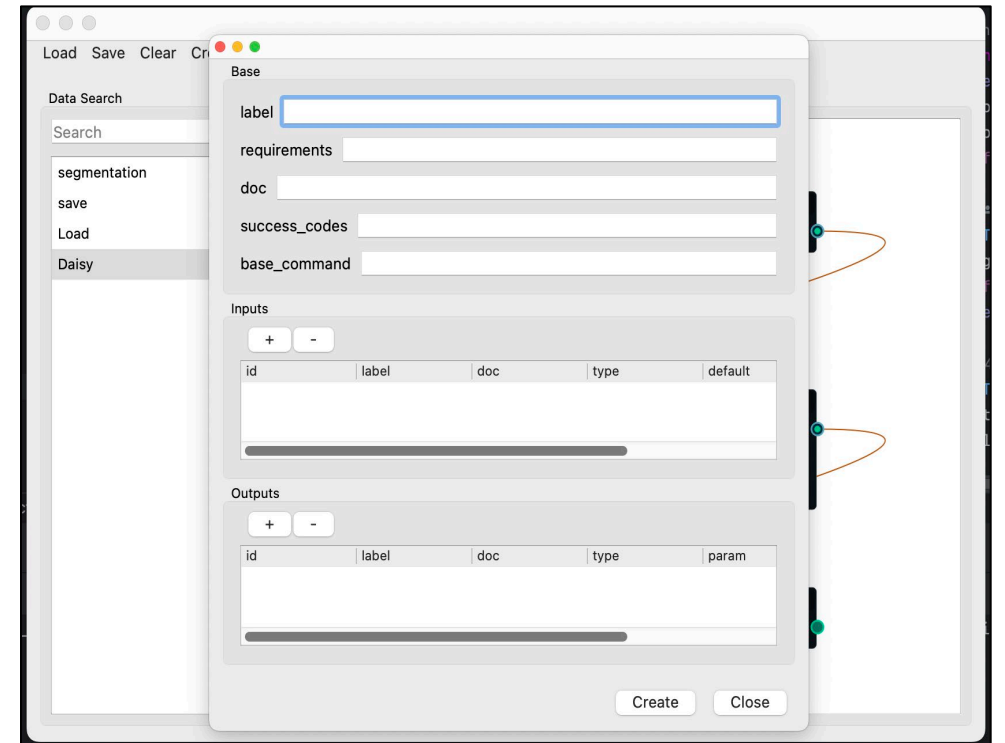 Load Save Clear
Data Search
Search
segmentation
save
Load
Daisy
Base
label
requirements
doc
success_codes
base_command
Inputs
+ -
id label doc type default
Outputs
+ -
id label doc type param
Create Close